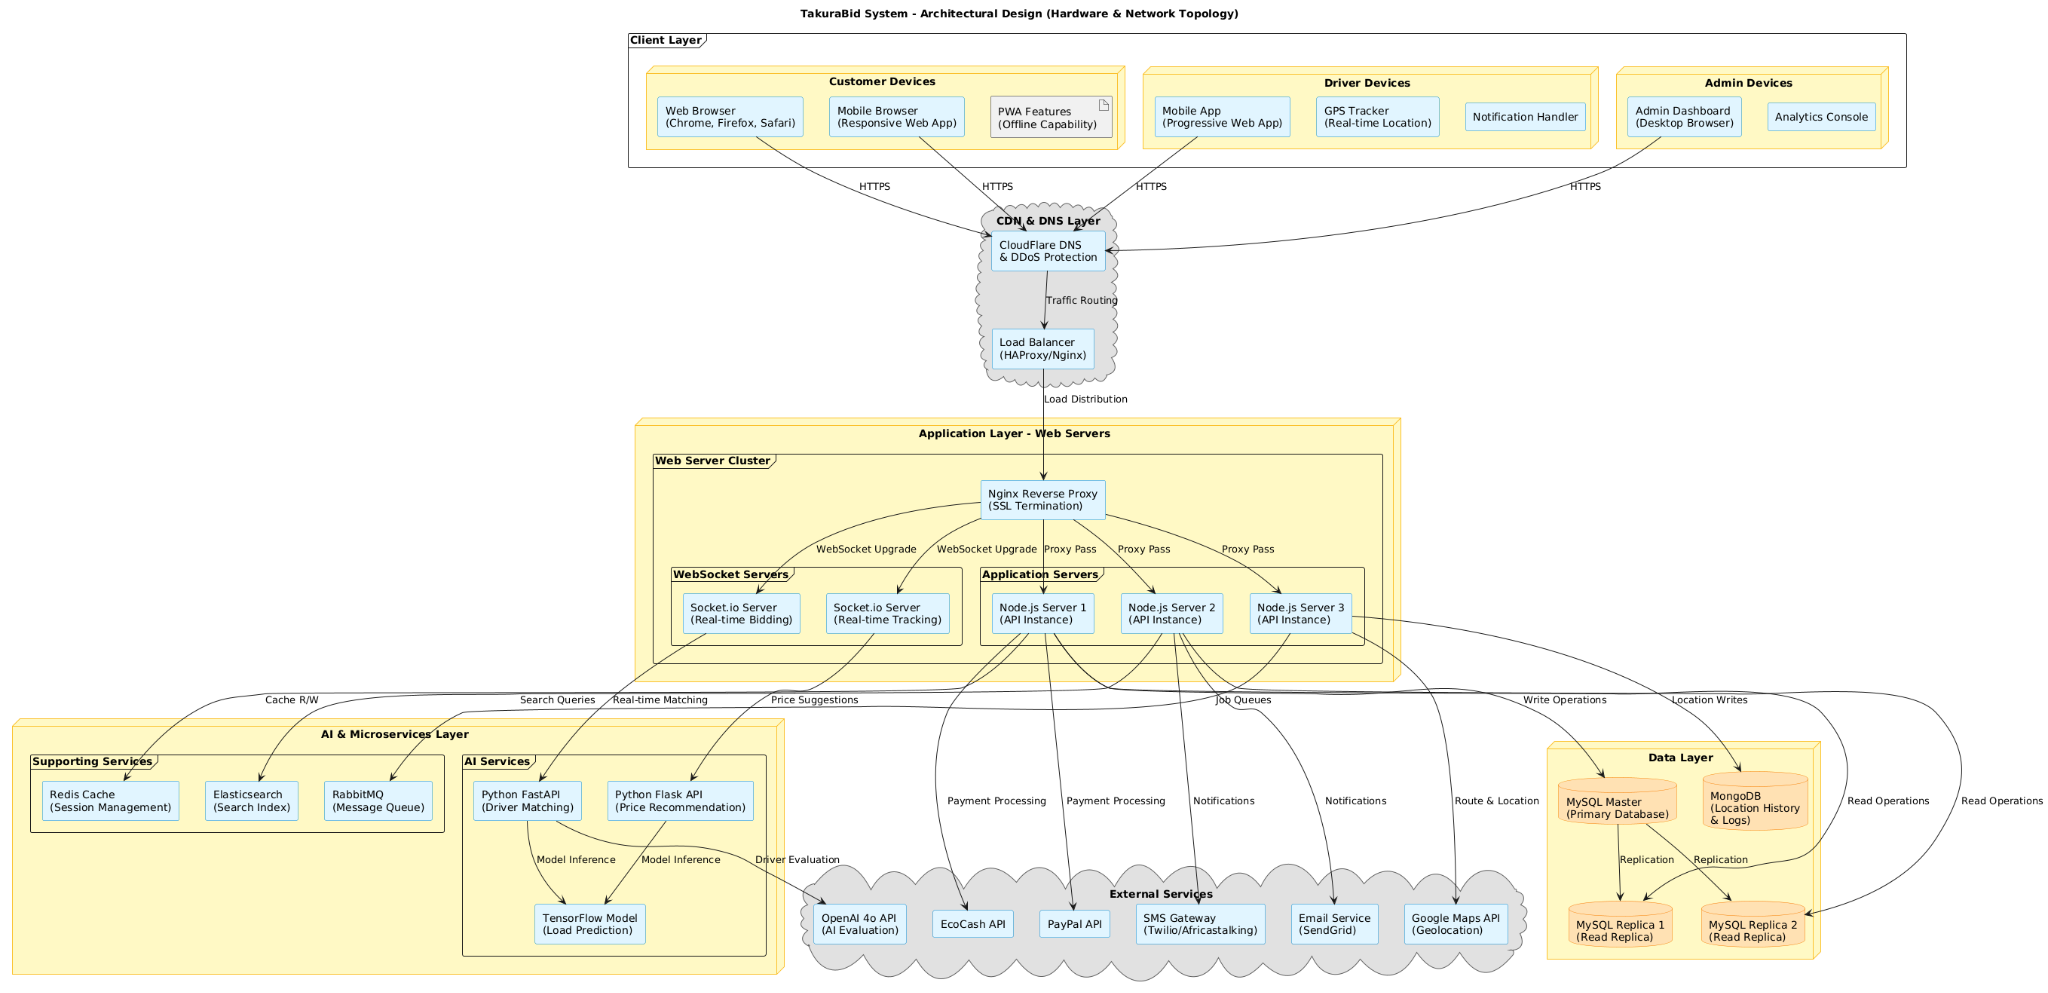 TakuraBid System - Architectural Design (Hardware & Network Topology)
Client Layer
Customer Devices
Web Browser
(Chrome, Firefox, Safari)
Mobile Browser
(Responsive Web App)
PWA Features
(Offline Capability)
Driver Devices
Mobile App
(Progressive Web App)
GPS Tracker
(Real-time Location)
Notification Handler
Admin Devices
Admin Dashboard
(Desktop Browser)
Analytics Console
HTTPS
HTTPS
HTTPS
HTTPS
CDN & DNS Layer
CloudFlare DNS
& DDoS Protection
Traffic Routing
Load Balancer
(HAProxy/Nginx)
Load Distribution
Application Layer - Web Servers
Web Server Cluster
Nginx Reverse Proxy
(SSL Termination)
WebSocket Upgrade
WebSocket Upgrade
Proxy Pass
Proxy Pass
Proxy Pass
WebSocket Servers
Socket.io Server
(Real-time Bidding)
Socket.io Server
(Real-time Tracking)
Application Servers
Node.js Server 1
(API Instance)
Node.js Server 2
(API Instance)
Node.js Server 3
(API Instance)
Cache R/W
Search Queries
Real-time Matching
Price Suggestions
Job Queues
Write Operations
Location Writes
AI & Microservices Layer
Supporting Services
Redis Cache
(Session Management)
Elasticsearch
(Search Index)
RabbitMQ
(Message Queue)
AI Services
Python FastAPI
(Driver Matching)
Python Flask API
(Price Recommendation)
Model Inference
Model Inference
Driver Evaluation
TensorFlow Model
(Load Prediction)
Payment Processing
Payment Processing
Notifications
Notifications
Route & Location
Read Operations
Read Operations
Data Layer
MySQL Master
(Primary Database)
MongoDB
(Location History
& Logs)
Replication
Replication
MySQL Replica 1
(Read Replica)
MySQL Replica 2
(Read Replica)
External Services
OpenAI 4o API
(AI Evaluation)
EcoCash API
PayPal API
SMS Gateway
(Twilio/Africastalking)
Email Service
(SendGrid)
Google Maps API
(Geolocation)